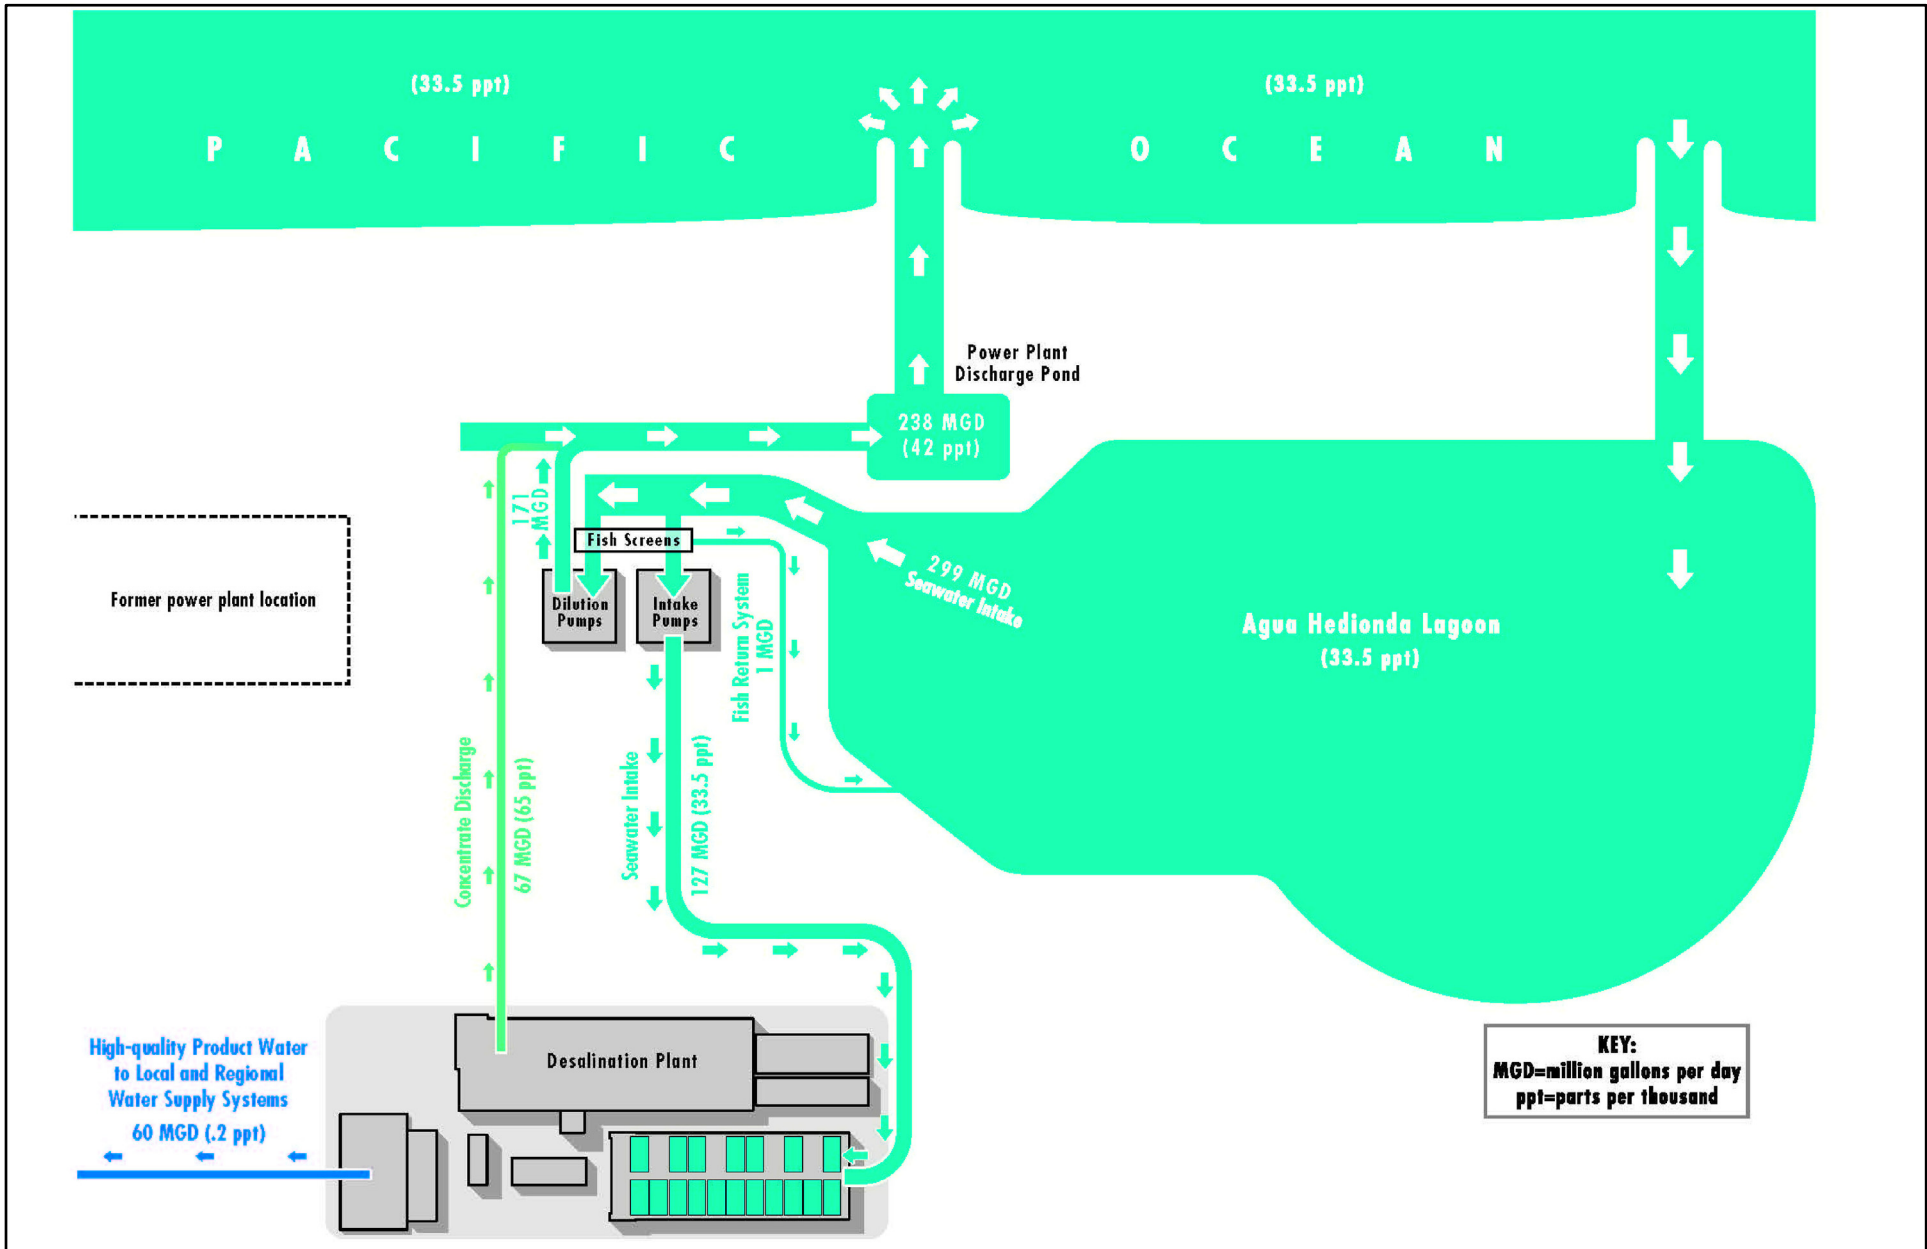 (33.5 ppt)
(33.5 ppt)
PACIFIC OCEAN
Power Plant
Discharge Pond
238 MGD
(42 ppt)
171
MGD
Fish Screens
299 MGD
Seawater Intake
Former power plant location
Dilution
Pumps
Intake
Pumps
Fish Return System
1 MGD
Agua Hedionda Lagoon
(33.5 ppt)
Concentrate Discharge
67 MGD (65 ppt)
Seawater Intake
127 MGD (33.5 ppt)
High-quality Product Water
to Local and Regional
Water Supply Systems
60 MGD (.2 ppt)
Desalination Plant
KEY:
MGD=million gallons per day
ppt=parts per thousand